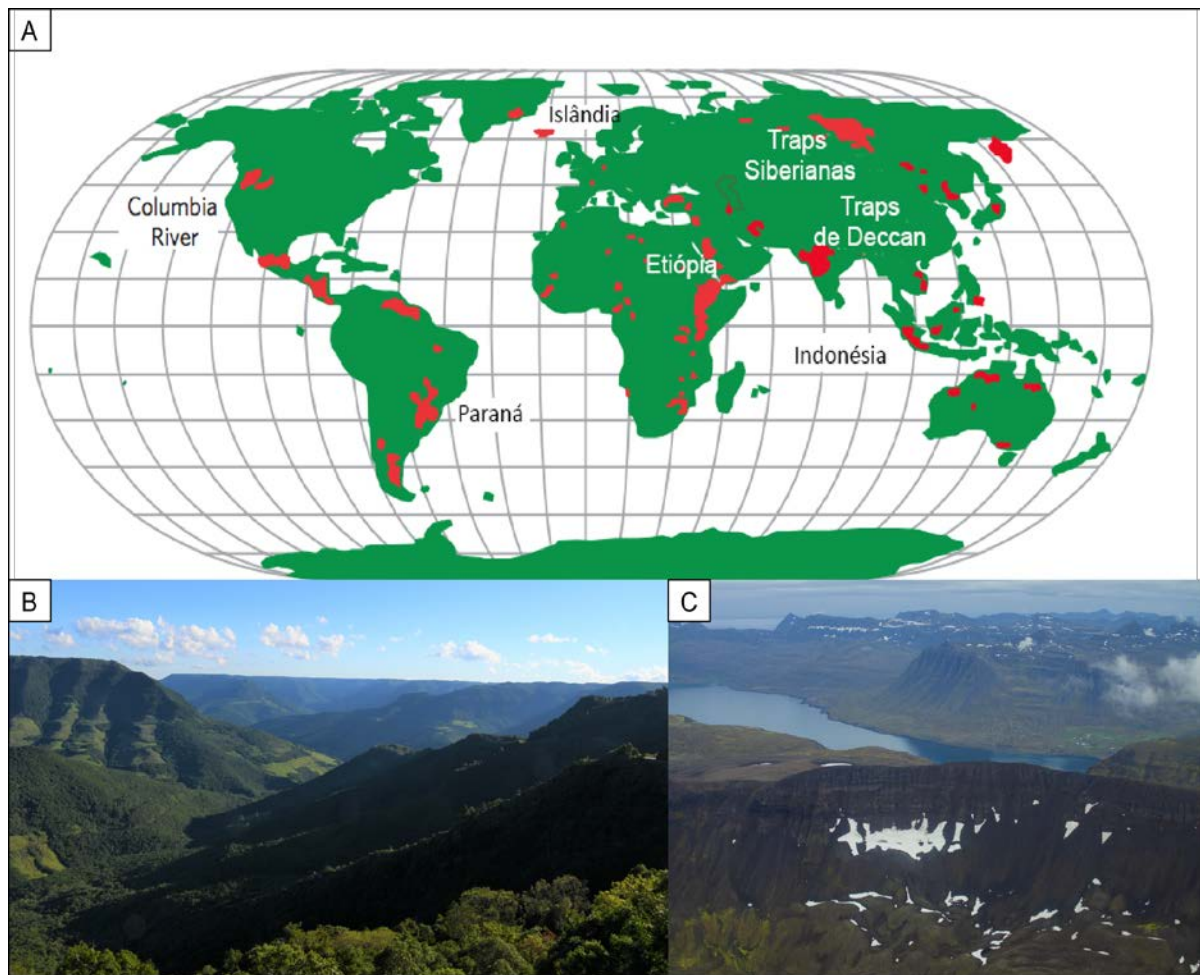 A
Islândia
Traps
Siberianas
Columbia
River
Traps
de Deccan
Etiópia
Indonésia
Paraná
B
C